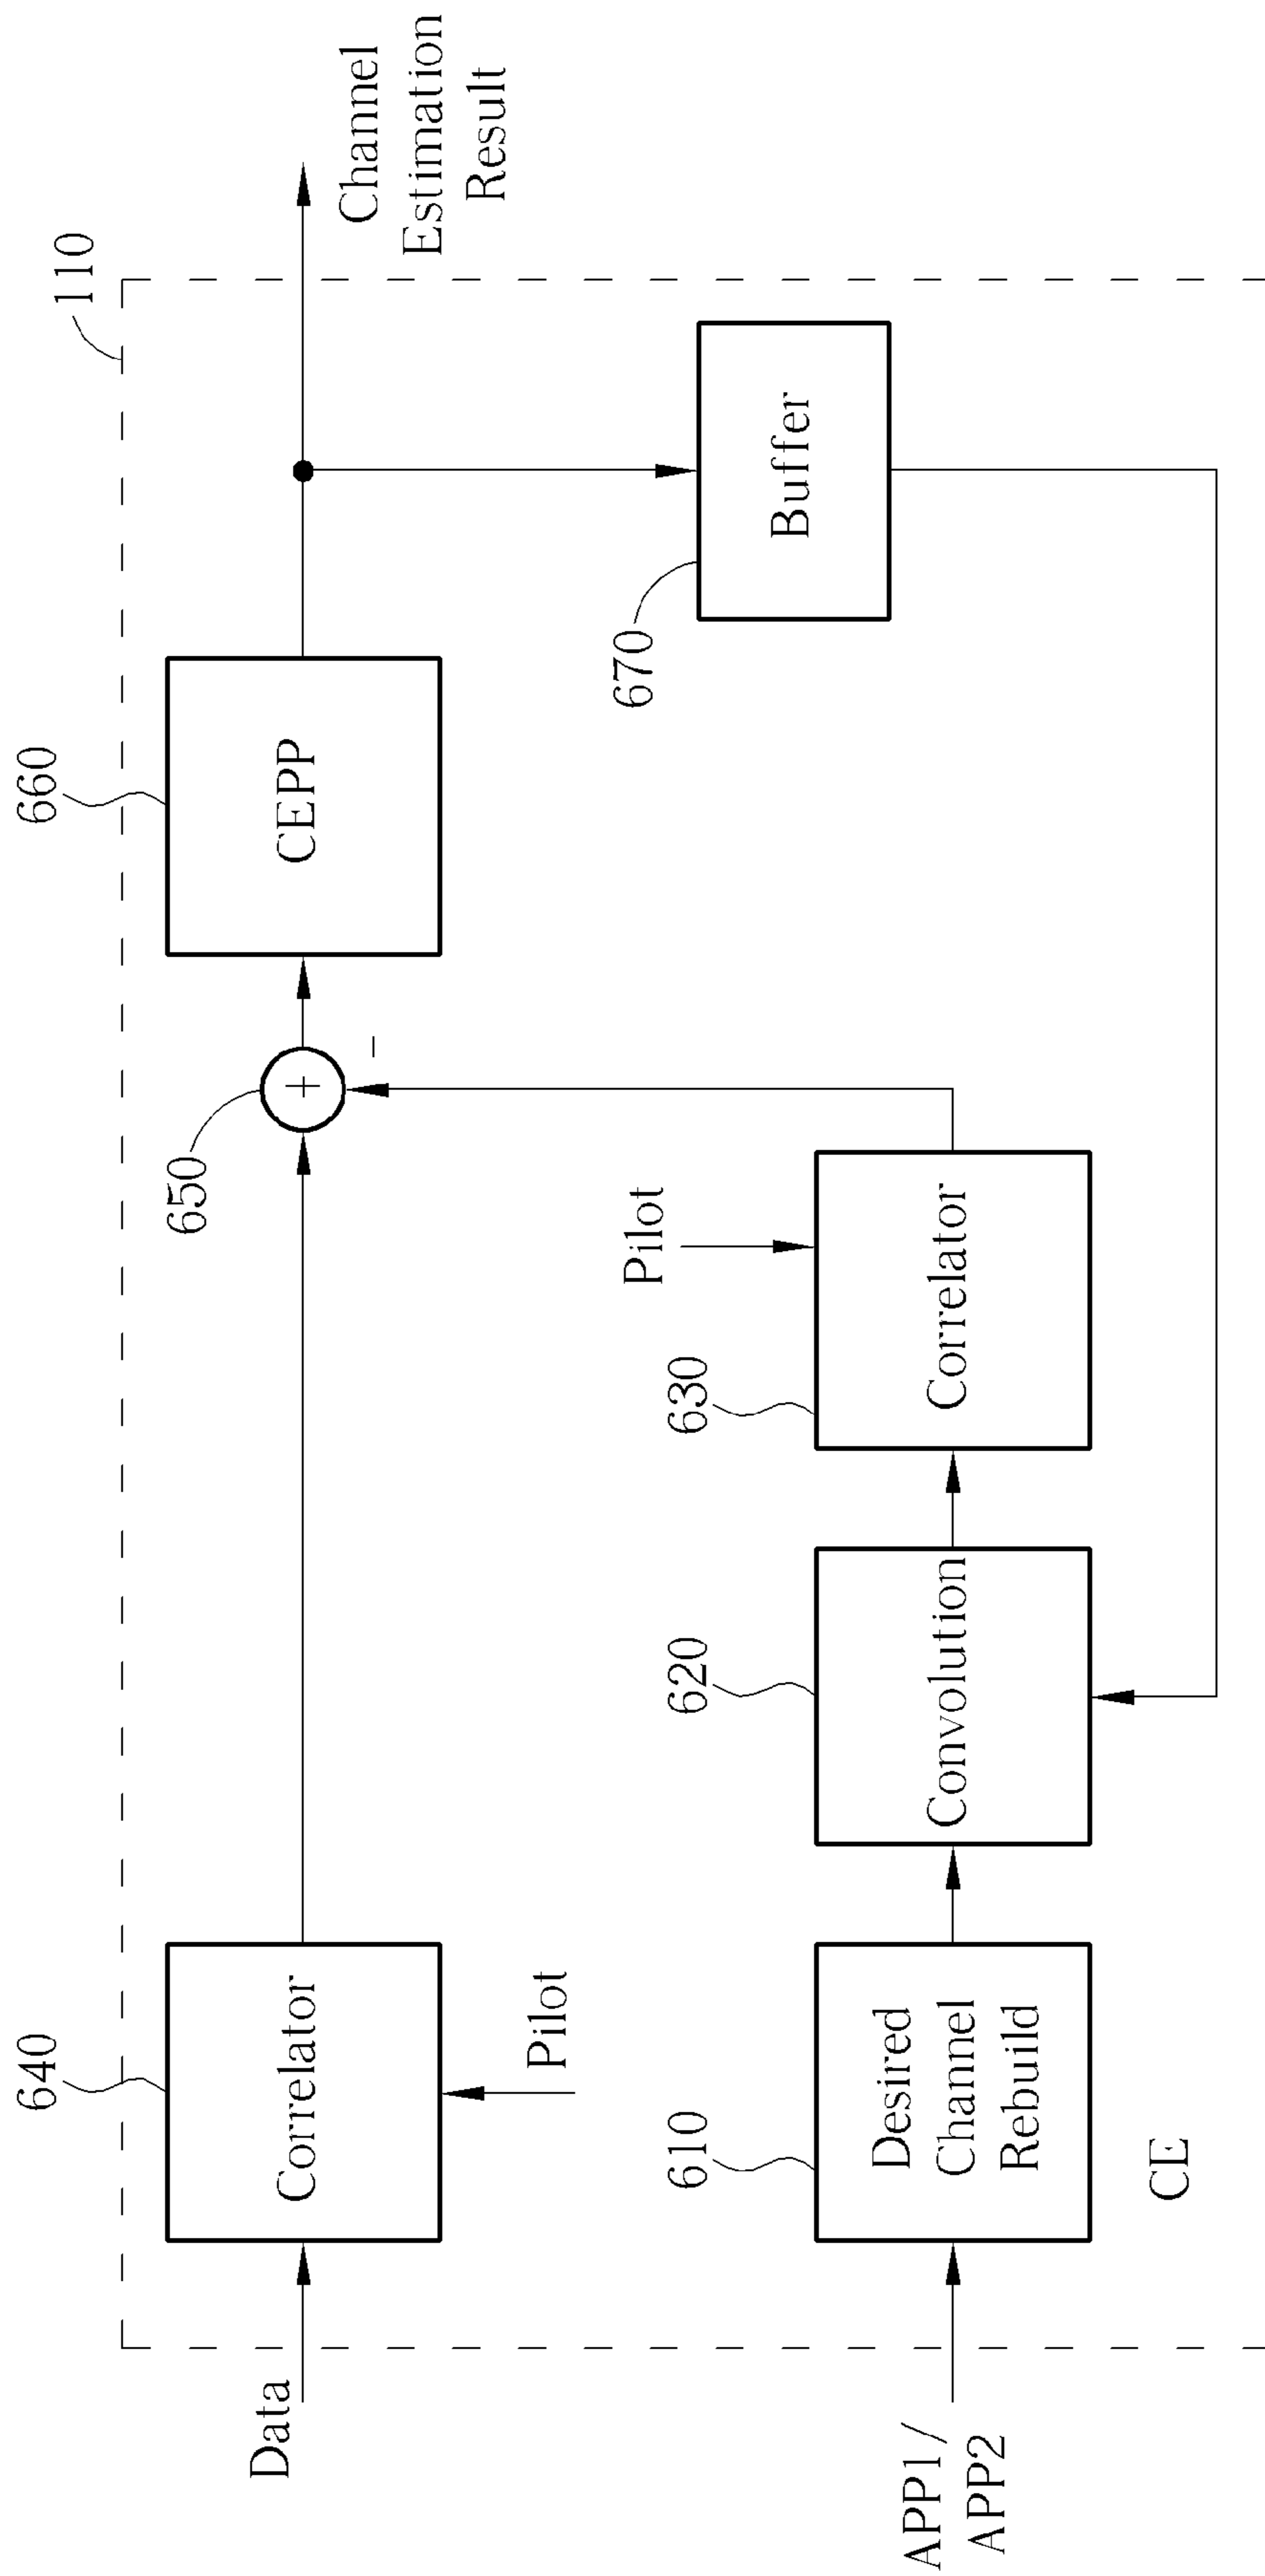 110
640
660
Data
Correlator
650
+
CEPP
Channel
Estimation
Result
Pilot
-
670
Buffer
610
620
630
Pilot
APP1/
APP2
Desired
Channel
Rebuild
Convolution
Correlator
CE